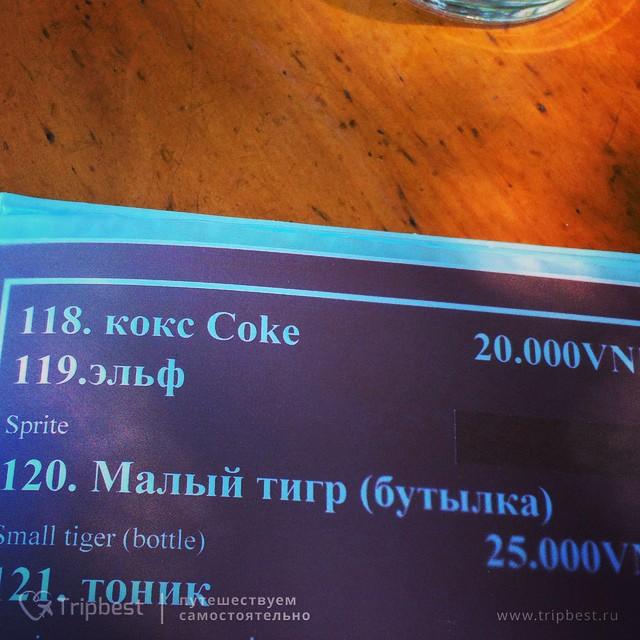 118. кокс Coke
20.000VN
119.эльф
Sprite
120. Малый тигр (бутылка)
Small tiger (bottle)
25.000VN
121. тоник
Tripbest | путешествуем самостоятельно
www.tripbest.ru